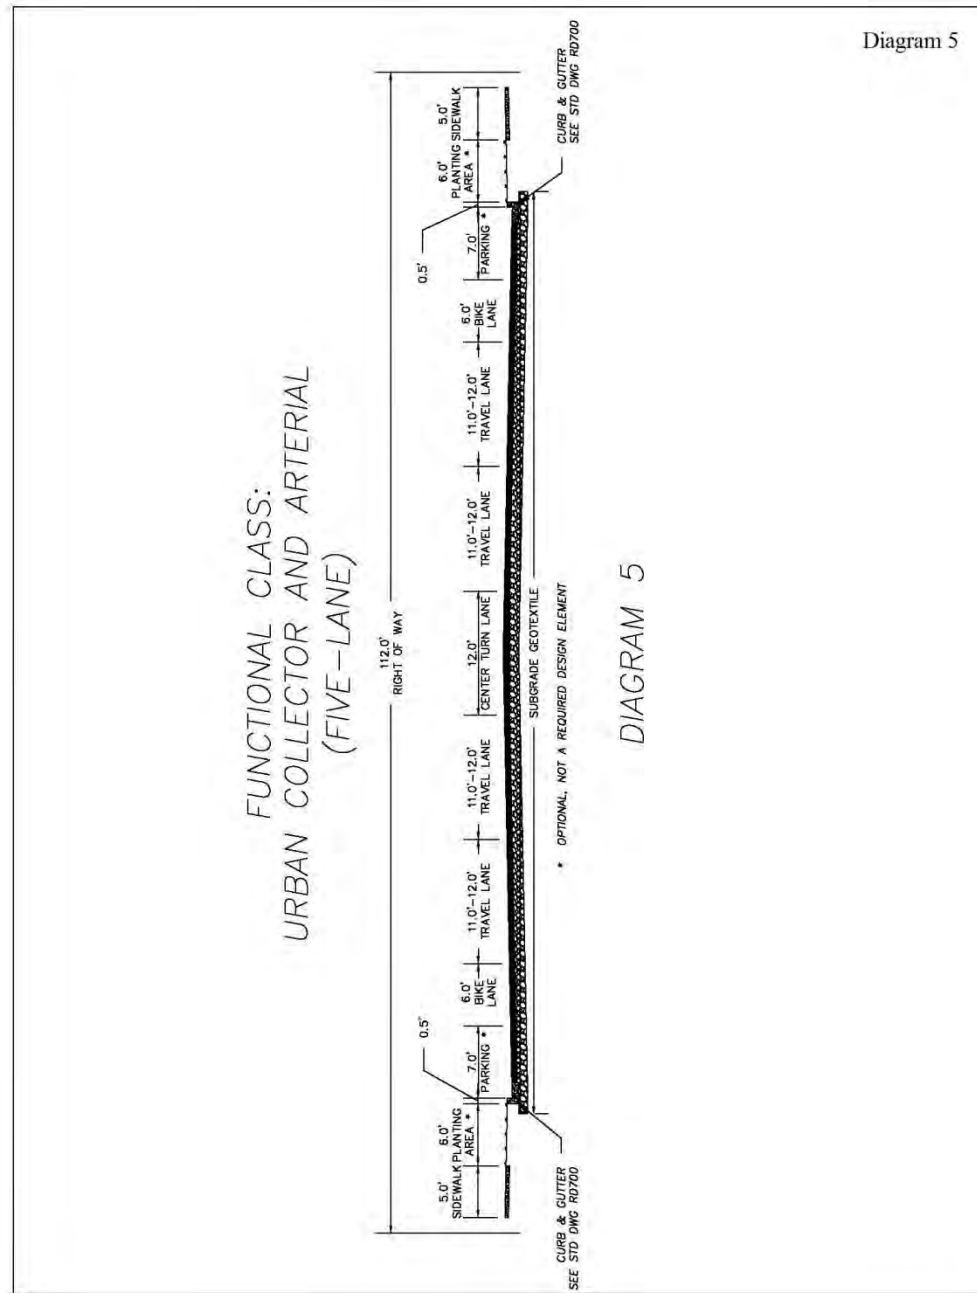 Diagram 5
FUNCTIONAL CLASS:
URBAN COLLECTOR AND ARTERIAL
(FIVE-LANE)
112.0'
RIGHT OF WAY
0.5'
0.5'
5.0'
SIDEWALK
6.0'
PLANTING
AREA *
7.0'
PARKING *
6.0'
BIKE
LANE
11.0'-12.0'
TRAVEL LANE
11.0'-12.0'
TRAVEL LANE
12.0'
CENTER TURN LANE
11.0'-12.0'
TRAVEL LANE
11.0'-12.0'
TRAVEL LANE
6.0'
BIKE
LANE
7.0'
PARKING *
6.0'
PLANTING
AREA *
5.0'
SIDEWALK
SUBGRADE GEOTEXTILE
CURB & GUTTER
SEE STD DWG RD700
* OPTIONAL, NOT A REQUIRED DESIGN ELEMENT
CURB & GUTTER
SEE STD DWG RD700
DIAGRAM 5